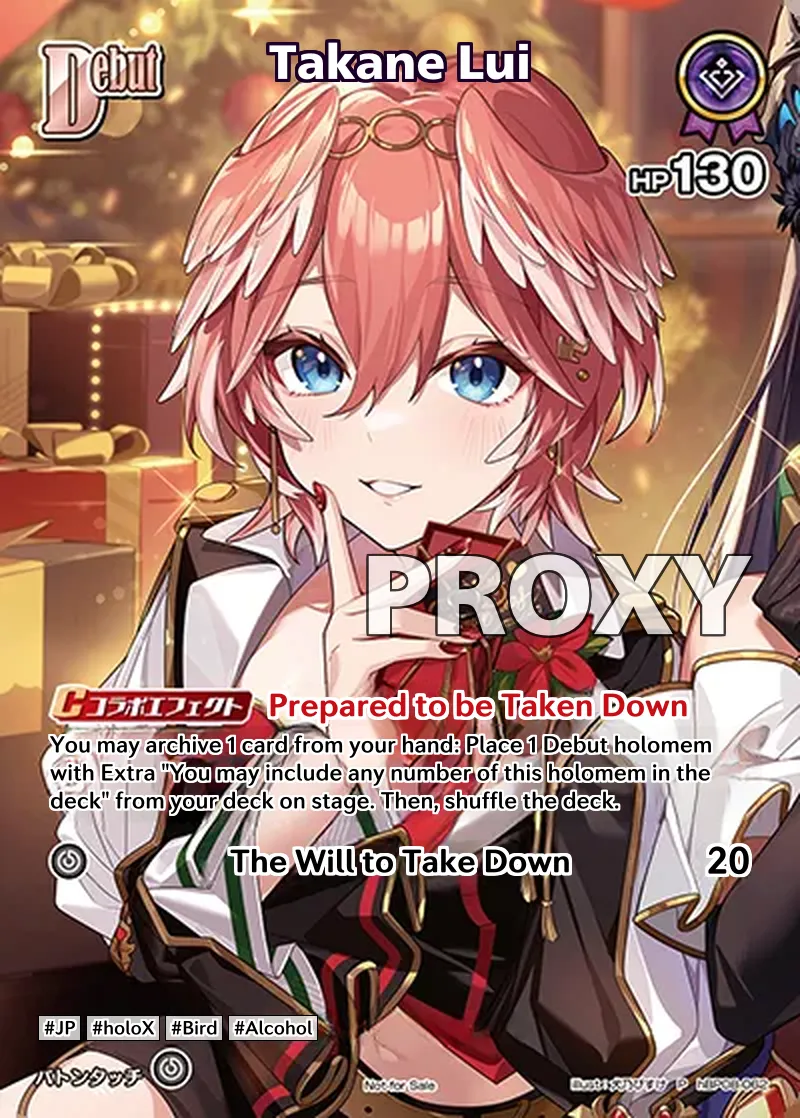 Debut
Takane Lui
HP130
PROXY
コラボエフェクト Prepared to be Taken Down
You may archive 1 card from your hand: Place 1 Debut holomem
with Extra "You may include any number of this holomem in the
deck" from your deck on stage. Then, shuffle the deck.
The Will to Take Down 20
#JP #holoX #Bird #Alcohol
バトンタッチ
Not for Sale
P hBP08-062